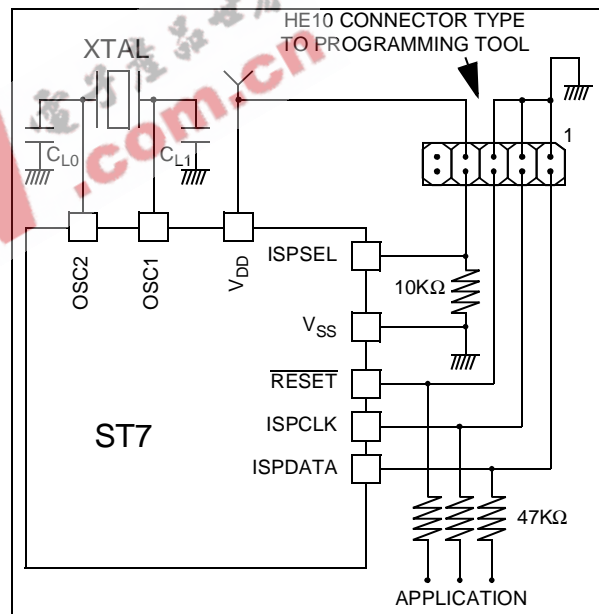 HE10 CONNECTOR TYPE
TO PROGRAMMING TOOL
XTAL
1
CL0
CL1
.com.cn
OSC2
OSC1
VDD
ISPSEL
10KΩ
VSS
RESET
ISPCLK
ST7
ISPDATA
47KΩ
APPLICATION